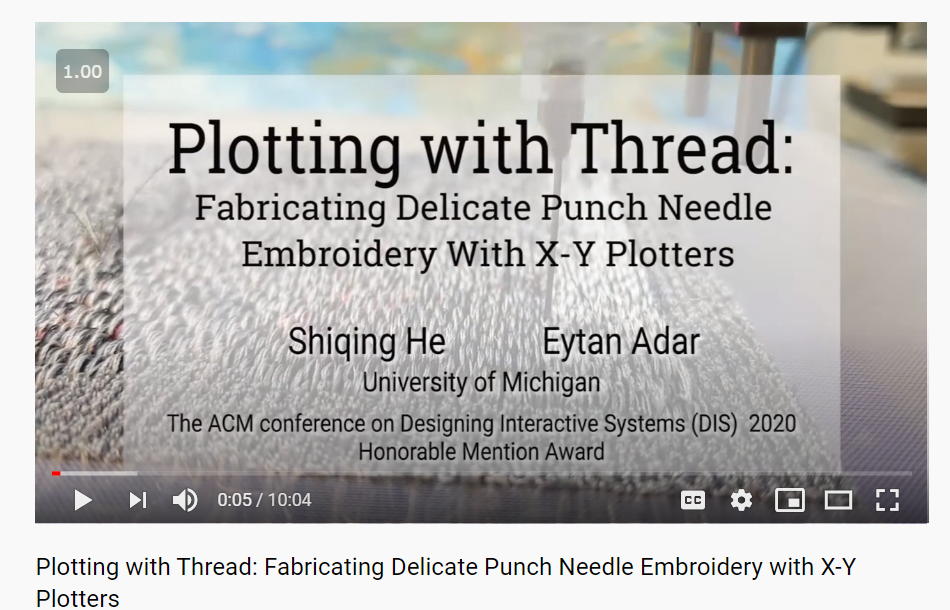 1.00
Plotting with Thread:
Fabricating Delicate Punch Needle
Embroidery With X-Y Plotters
Shiqing He Eytan Adar
University of Michigan
The ACM conference on Designing Interactive Systems (DIS) 2020
Honorable Mention Award
0:05 / 10:04 CC
Plotting with Thread: Fabricating Delicate Punch Needle Embroidery with X-Y
Plotters